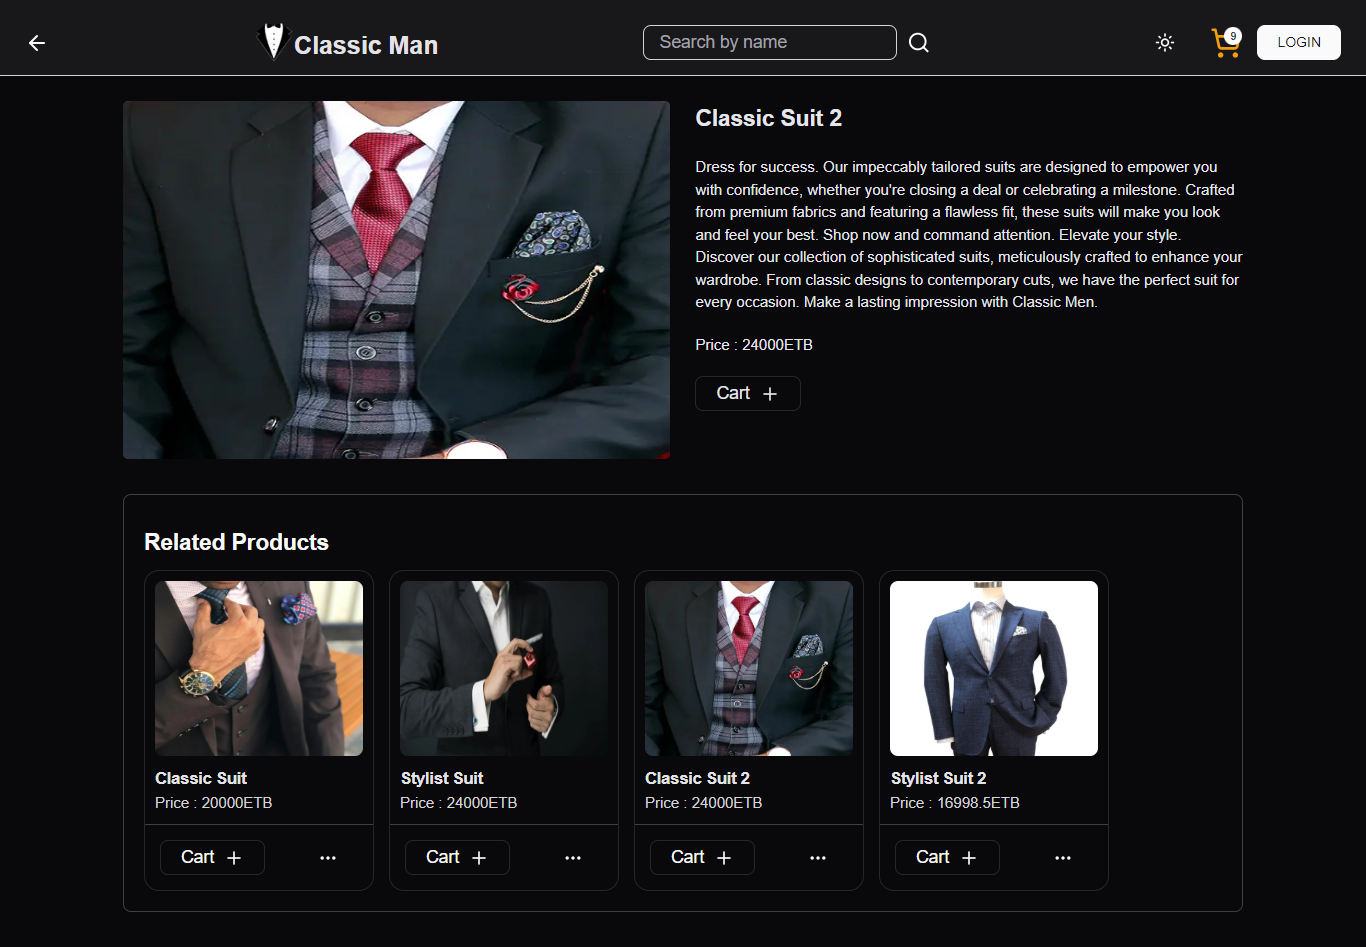 Classic Man
Search by name
9
LOGIN
Classic Suit 2
Dress for success. Our impeccably tailored suits are designed to empower you
with confidence, whether you're closing a deal or celebrating a milestone. Crafted
from premium fabrics and featuring a flawless fit, these suits will make you look
and feel your best. Shop now and command attention. Elevate your style.
Discover our collection of sophisticated suits, meticulously crafted to enhance your
wardrobe. From classic designs to contemporary cuts, we have the perfect suit for
every occasion. Make a lasting impression with Classic Men.
Price : 24000ETB
Cart +
Related Products
Classic Suit
Price : 20000ETB
Cart +
Stylist Suit
Price : 24000ETB
Cart +
Classic Suit 2
Price : 24000ETB
Cart +
Stylist Suit 2
Price : 16998.5ETB
Cart +